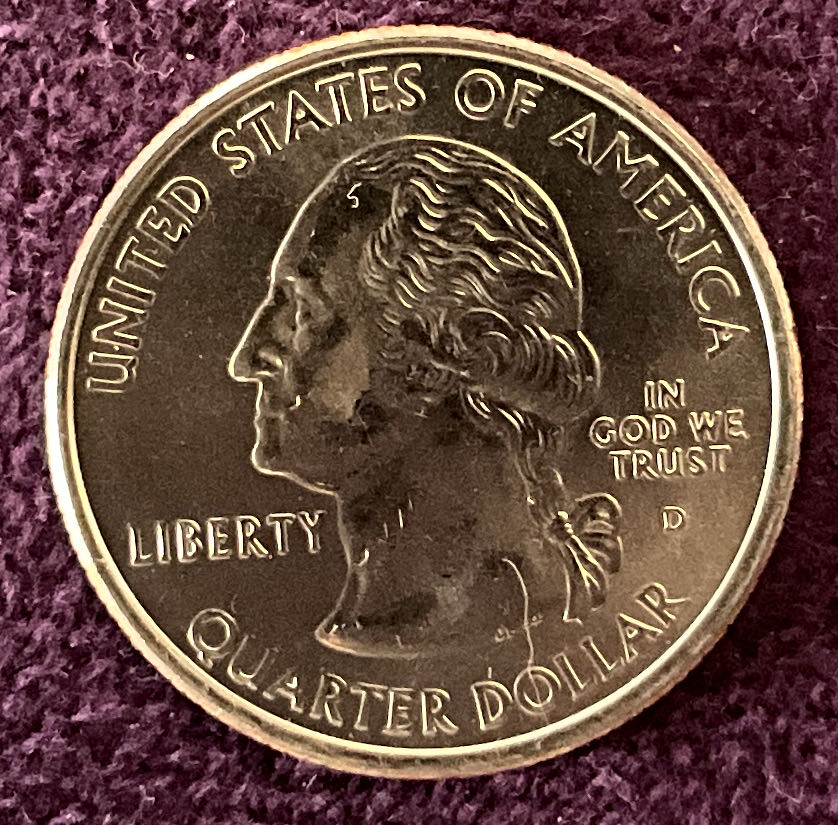 UNITED STATES OF AMERICA
IN
GOD WE
TRUST
LIBERTY
D
QUARTER DOLLAR